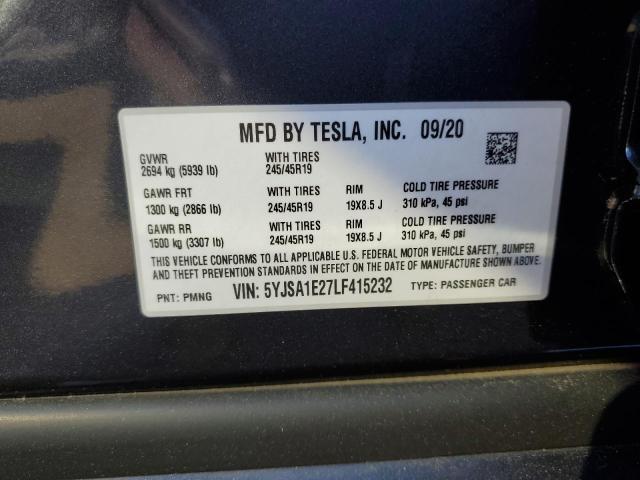 MFD BY TESLA, INC. 09/20
GVWR WITH TIRES
2694 kg (5939 lb) 245/45R19
GAWR FRT WITH TIRES RIM COLD TIRE PRESSURE
1300 kg (2866 lb) 245/45R19 19X8.5 J 310 kPa, 45 psi
GAWR RR WITH TIRES RIM COLD TIRE PRESSURE
1500 kg (3307 lb) 245/45R19 19X8.5 J 310 kPa, 45 psi
THIS VEHICLE CONFORMS TO ALL APPLICABLE U.S. FEDERAL MOTOR VEHICLE SAFETY, BUMPER
AND THEFT PREVENTION STANDARDS IN EFFECT ON THE DATE OF MANUFACTURE SHOWN ABOVE.
PNT: PMNG VIN: 5YJSA1E27LF415232 TYPE: PASSENGER CAR